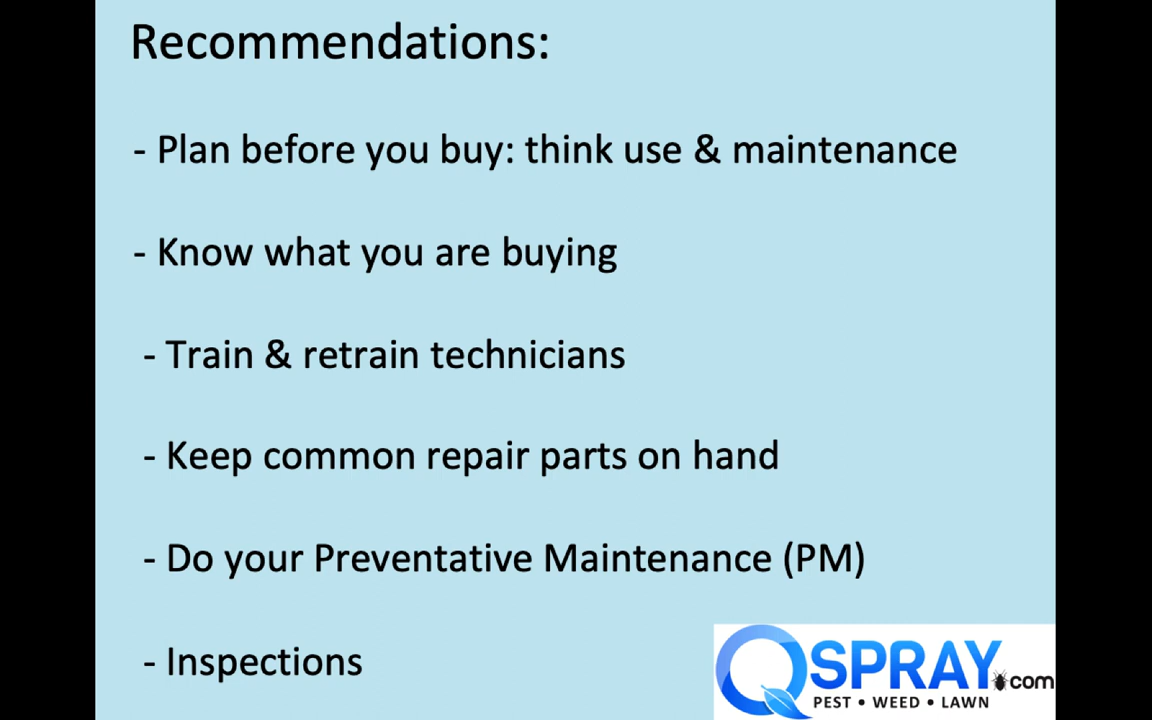 Recommendations:
- Plan before you buy: think use & maintenance
- Know what you are buying
- Train & retrain technicians
- Keep common repair parts on hand
- Do your Preventative Maintenance (PM)
- Inspections
QSPRAY.com
PEST • WEED • LAWN